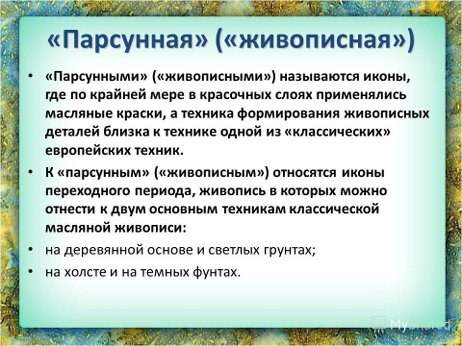 «Парсунная» («живописная»)
• «Парсунными» («живописными») называются иконы,
где по крайней мере в красочных слоях применялись
масляные краски, а техника формирования живописных
деталей близка к технике одной из «классических»
европейских техник.
• К «парсунным» («живописным») относятся иконы
переходного периода, живопись в которых можно
отнести к двум основным техникам классической
масляной живописи:
• на деревянной основе и светлых грунтах;
• на холсте и на темных фунтах.
MyShared